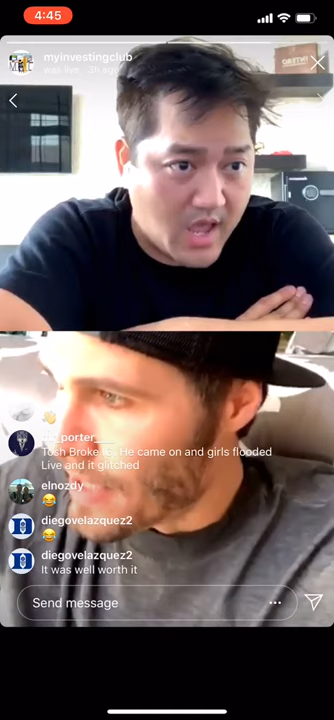 4:45
myinvestingclub
was live · 3h ago
Tosh Broke IG He came on and girls flooded
Live and it glitched
elnozdy
😂
diegovelazquez2
😂
diegovelazquez2
It was well worth it
Send message